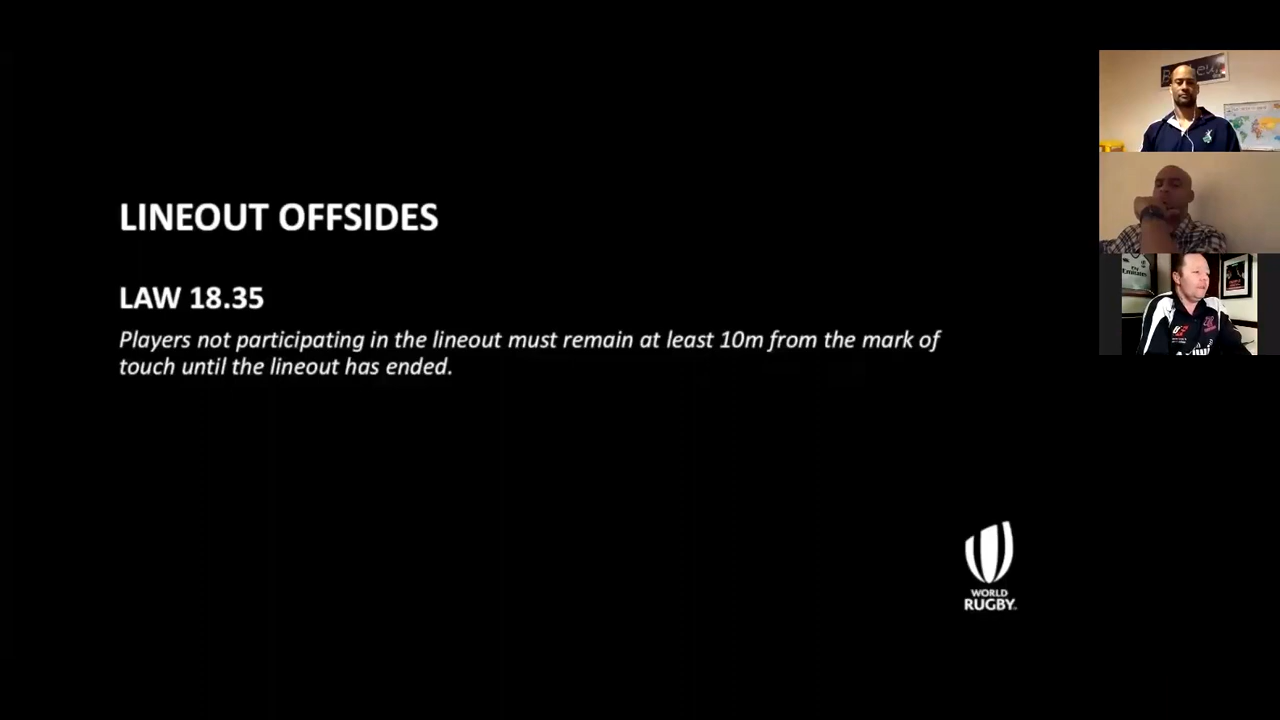 LINEOUT OFFSIDES
LAW 18.35
Players not participating in the lineout must remain at least 10m from the mark of
touch until the lineout has ended.
WORLD
RUGBY
Emirates